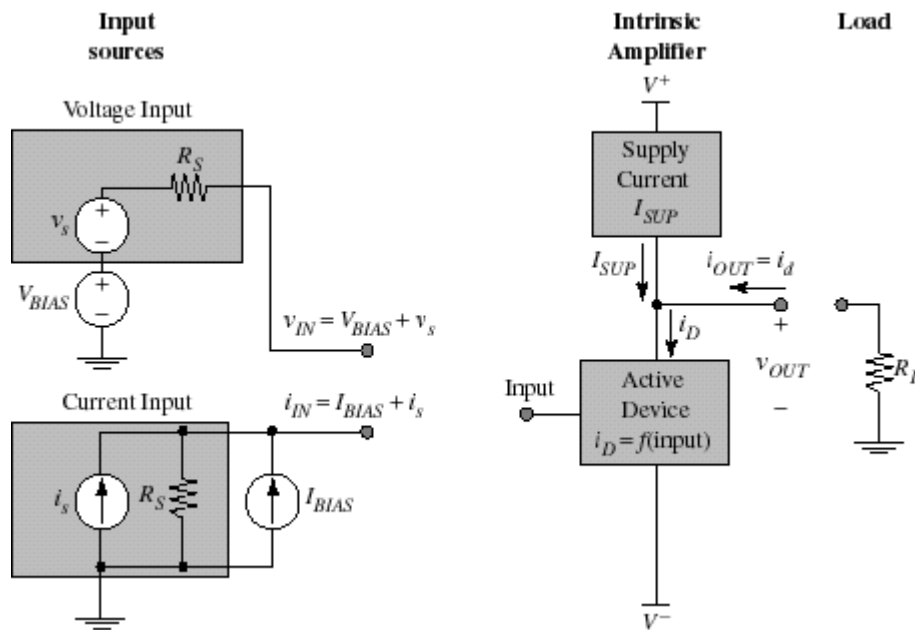 Input
sources
Intrinsic
Amplifier
Load
Voltage Input
R_S
v_s
+
−
V_BIAS
+
−
v_IN = V_BIAS + v_s
Current Input
i_IN = I_BIAS + i_s
i_s
R_S
I_BIAS
V⁺
Supply
Current
I_SUP
I_SUP
i_OUT = i_d
i_D
+
v_OUT
−
Input
Active
Device
i_D = f(input)
V⁻